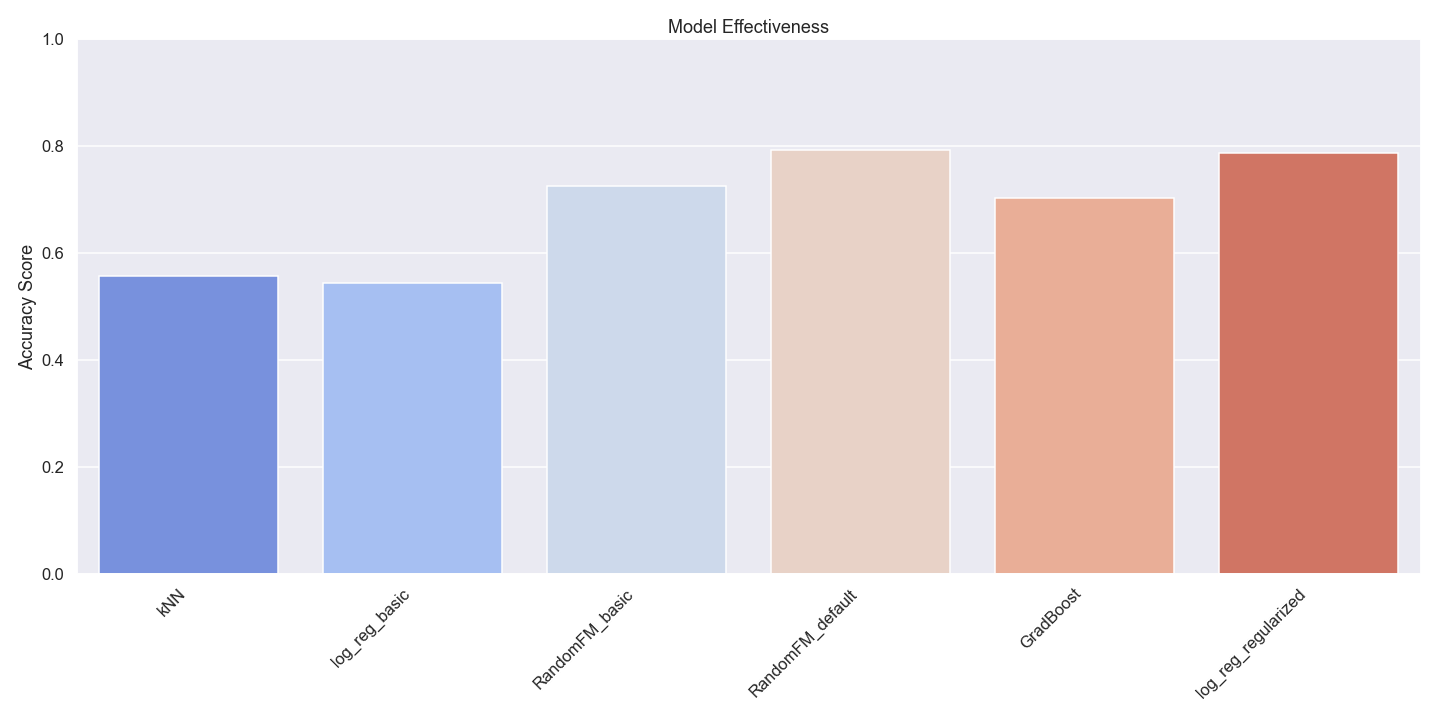 Model Effectiveness
Accuracy Score
1.0
0.8
0.6
0.4
0.2
0.0
kNN
log_reg_basic
RandomFM_basic
RandomFM_default
GradBoost
log_reg_regularized